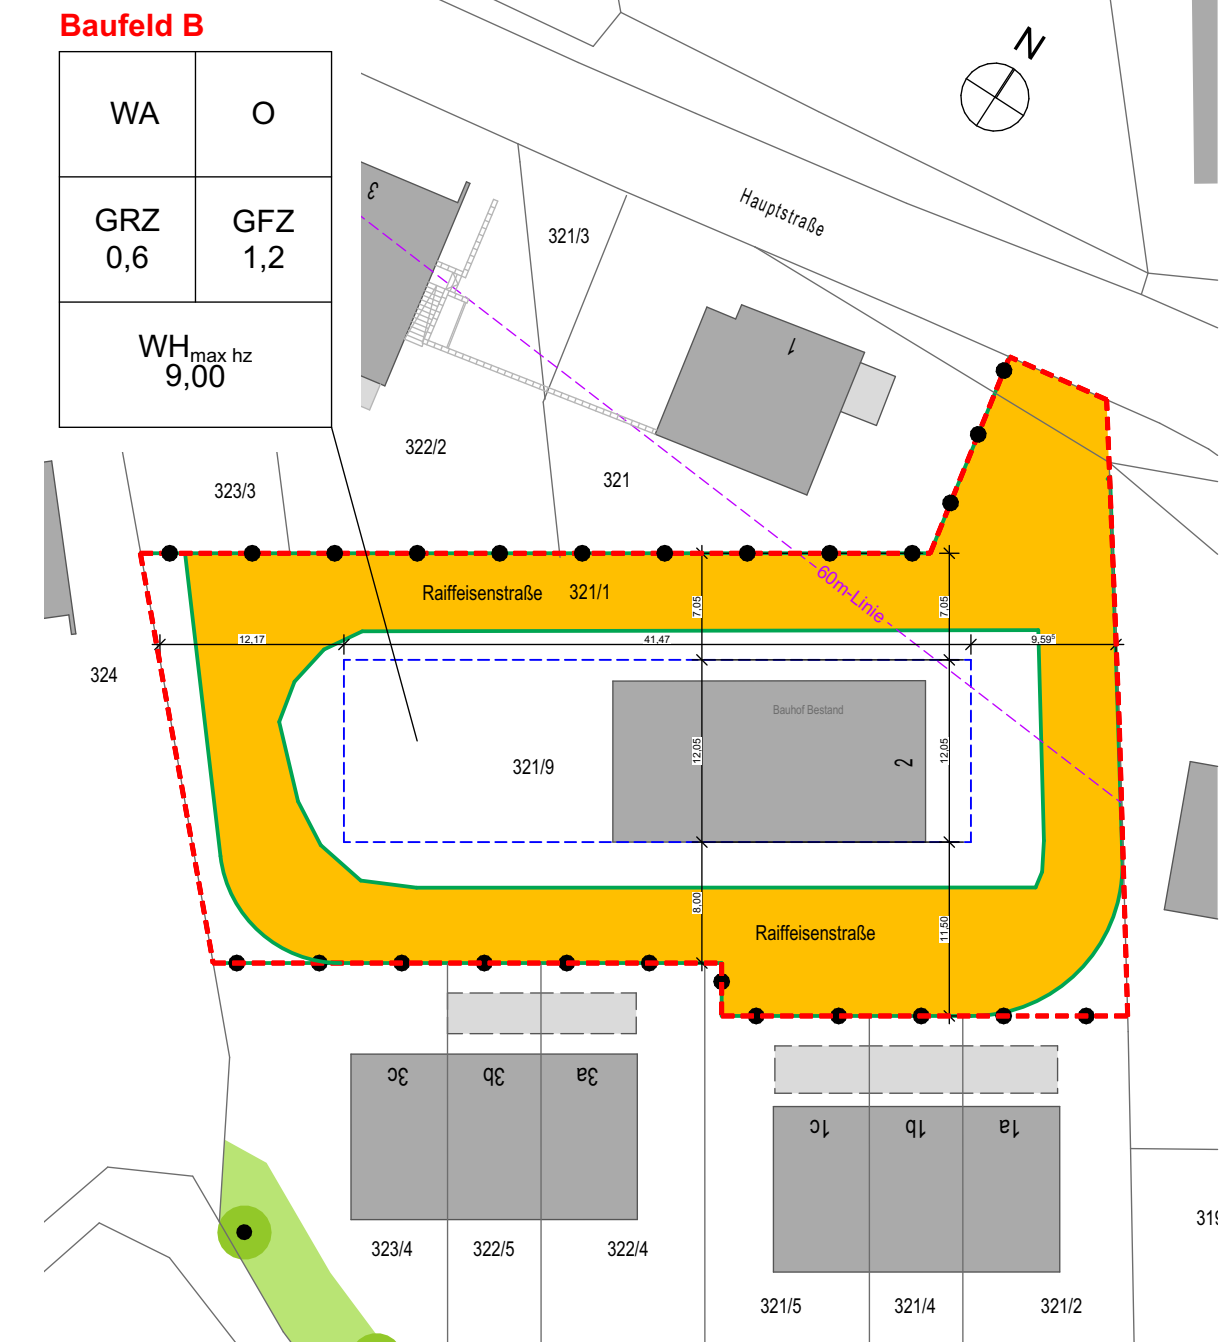 Baufeld B
WA
O
GRZ
0,6
GFZ
1,2
WHmax hz
9,00
N
Hauptstraße
3
321/3
1
322/2
321
323/3
Raiffeisenstraße
321/1
60m-Linie
7,05
7,05
12,17
41,47
9,59⁵
324
Bauhof Bestand
2
321/9
12,05
12,05
8,00
11,50
Raiffeisenstraße
3c
3b
3a
1c
1b
1a
323/4
322/5
322/4
321/5
321/4
321/2
319